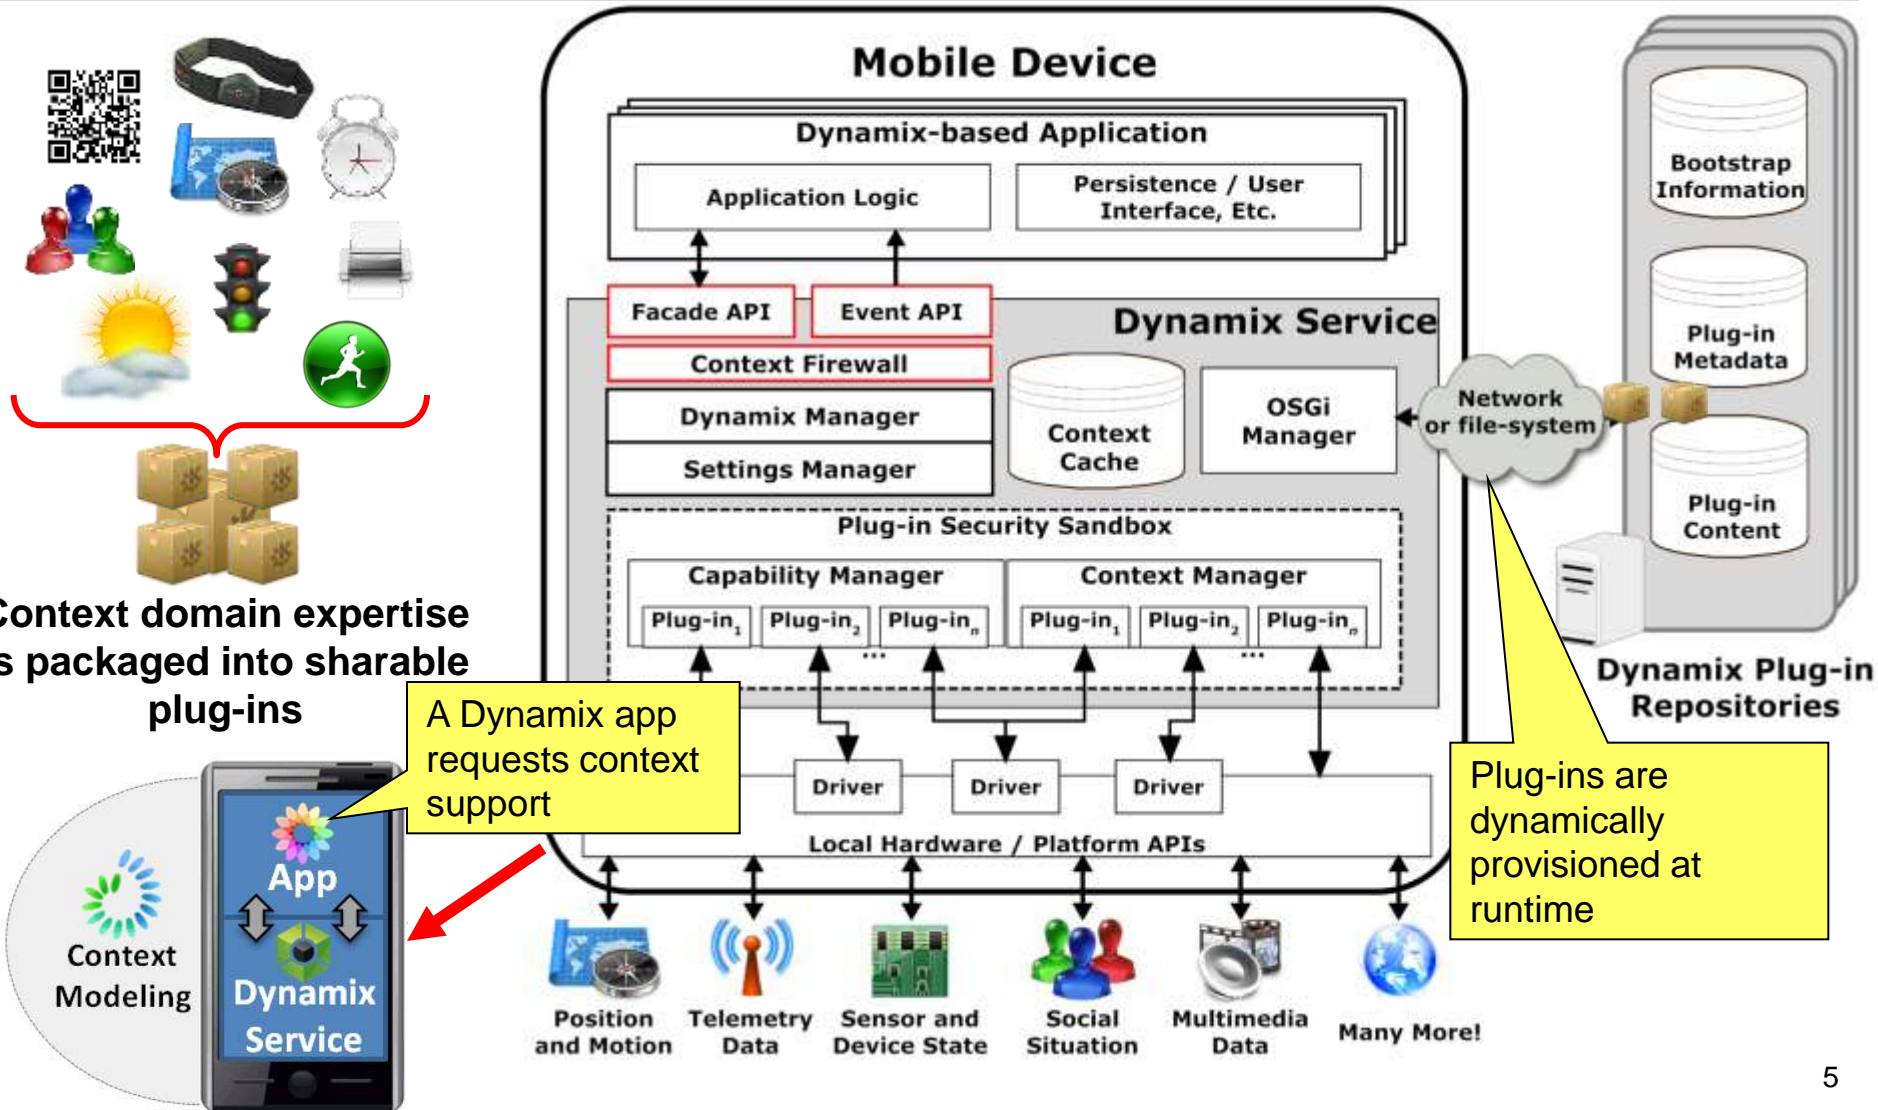 Mobile Device
Dynamix-based Application
Application Logic
Persistence / User
Interface, Etc.
Facade API
Event API
Dynamix Service
Context Firewall
Dynamix Manager
Settings Manager
Context
Cache
OSGi
Manager
Network
or file-system
Bootstrap
Information
Plug-in
Metadata
Plug-in
Content
Dynamix Plug-in
Repositories
Plug-in Security Sandbox
Capability Manager
Plug-in1
Plug-in2
Plug-inn
...
Context Manager
Plug-in1
Plug-in2
Plug-inn
...
Driver
Driver
Driver
Local Hardware / Platform APIs
Position
and Motion
Telemetry
Data
Sensor and
Device State
Social
Situation
Multimedia
Data
Many More!
Context domain expertise
s packaged into sharable
plug-ins
A Dynamix app
requests context
support
Plug-ins are
dynamically
provisioned at
runtime
Context
Modeling
App
Dynamix
Service
5